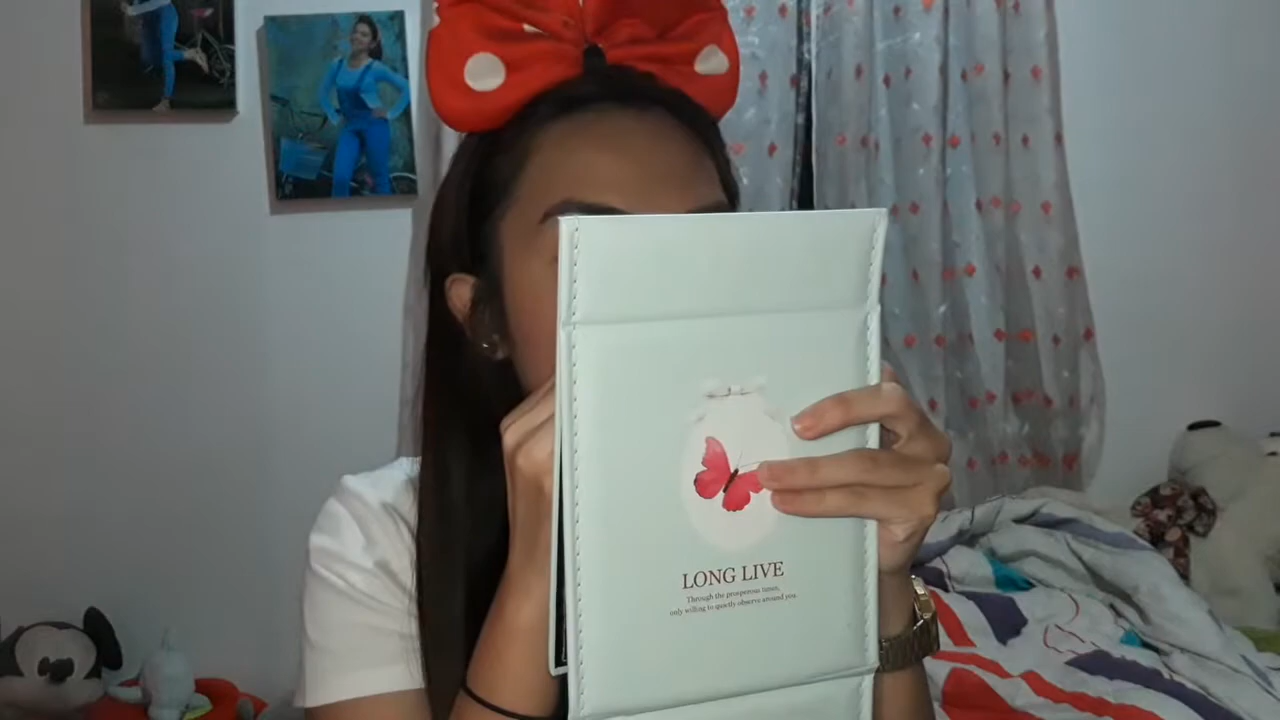 LONG LIVE
Through the prosperous times,
only willing to quietly observe around you.